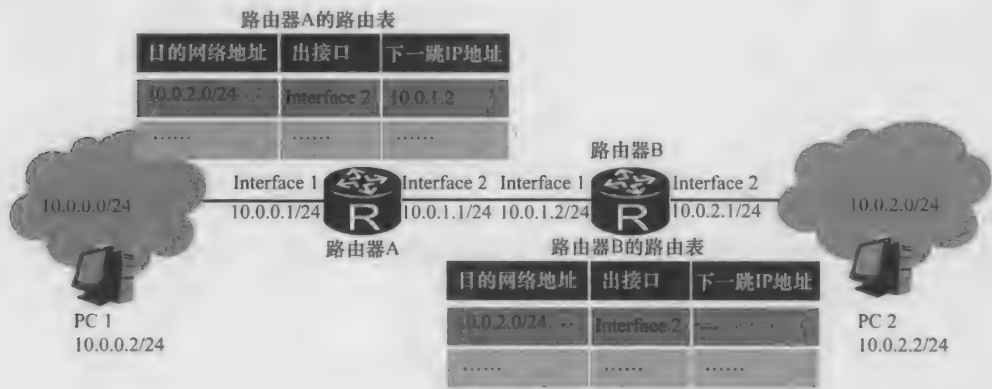 路由器A的路由表
目的网络地址 出接口 下一跳IP地址
10.0.2.0/24 Interface 2 10.0.1.2
…… …… ……
路由器B
Interface 1 Interface 2 Interface 1 Interface 2
10.0.0.0/24 10.0.0.1/24 10.0.1.1/24 10.0.1.2/24 10.0.2.1/24 10.0.2.0/24
R R
路由器A 路由器B的路由表
目的网络地址 出接口 下一跳IP地址
10.0.2.0/24 Interface 2
…… …… ……
PC 1
10.0.0.2/24
PC 2
10.0.2.2/24